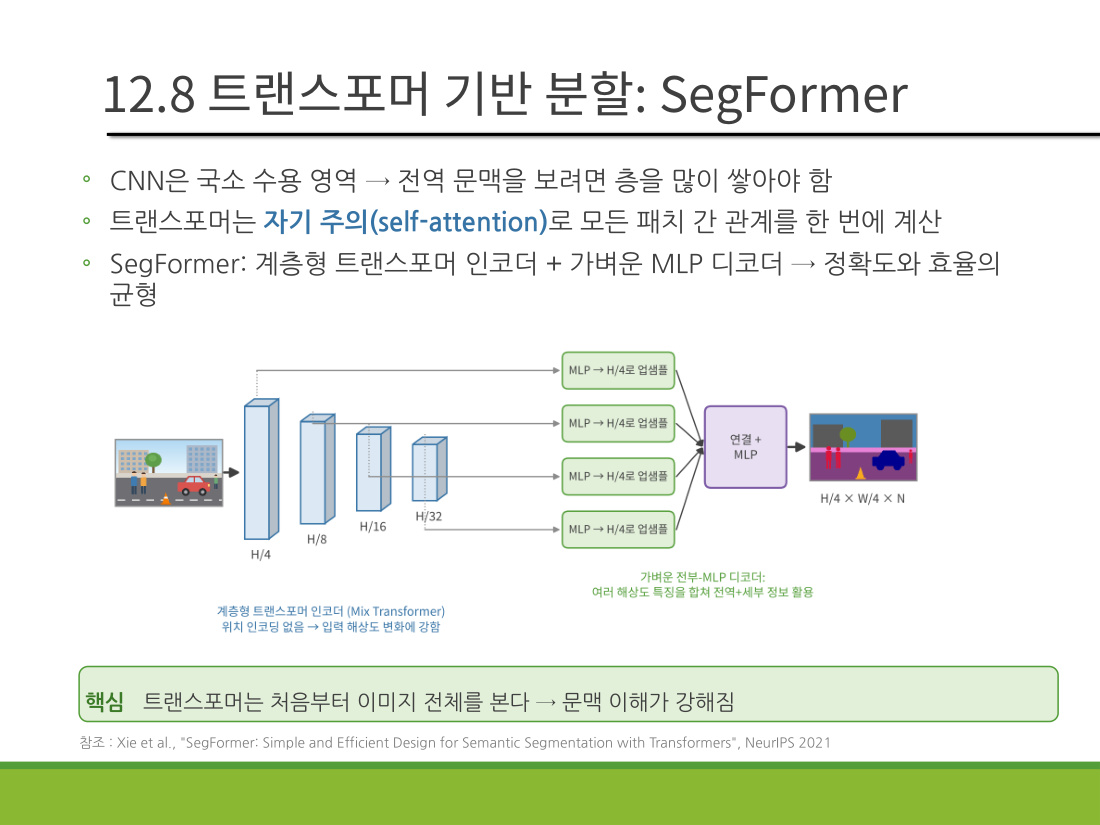 12.8 트랜스포머 기반 분할: SegFormer
◦ CNN은 국소 수용 영역 → 전역 문맥을 보려면 층을 많이 쌓아야 함
◦ 트랜스포머는 자기 주의(self-attention)로 모든 패치 간 관계를 한 번에 계산
◦ SegFormer: 계층형 트랜스포머 인코더 + 가벼운 MLP 디코더 → 정확도와 효율의
균형
MLP → H/4로 업샘플
MLP → H/4로 업샘플
MLP → H/4로 업샘플
MLP → H/4로 업샘플
연결 +
MLP
H/4 × W/4 × N
H/4
H/8
H/16
H/32
가벼운 전부-MLP 디코더:
여러 해상도 특징을 합쳐 전역+세부 정보 활용
계층형 트랜스포머 인코더 (Mix Transformer)
위치 인코딩 없음 → 입력 해상도 변화에 강함
핵심 트랜스포머는 처음부터 이미지 전체를 본다 → 문맥 이해가 강해짐
참조 : Xie et al., "SegFormer: Simple and Efficient Design for Semantic Segmentation with Transformers", NeurIPS 2021